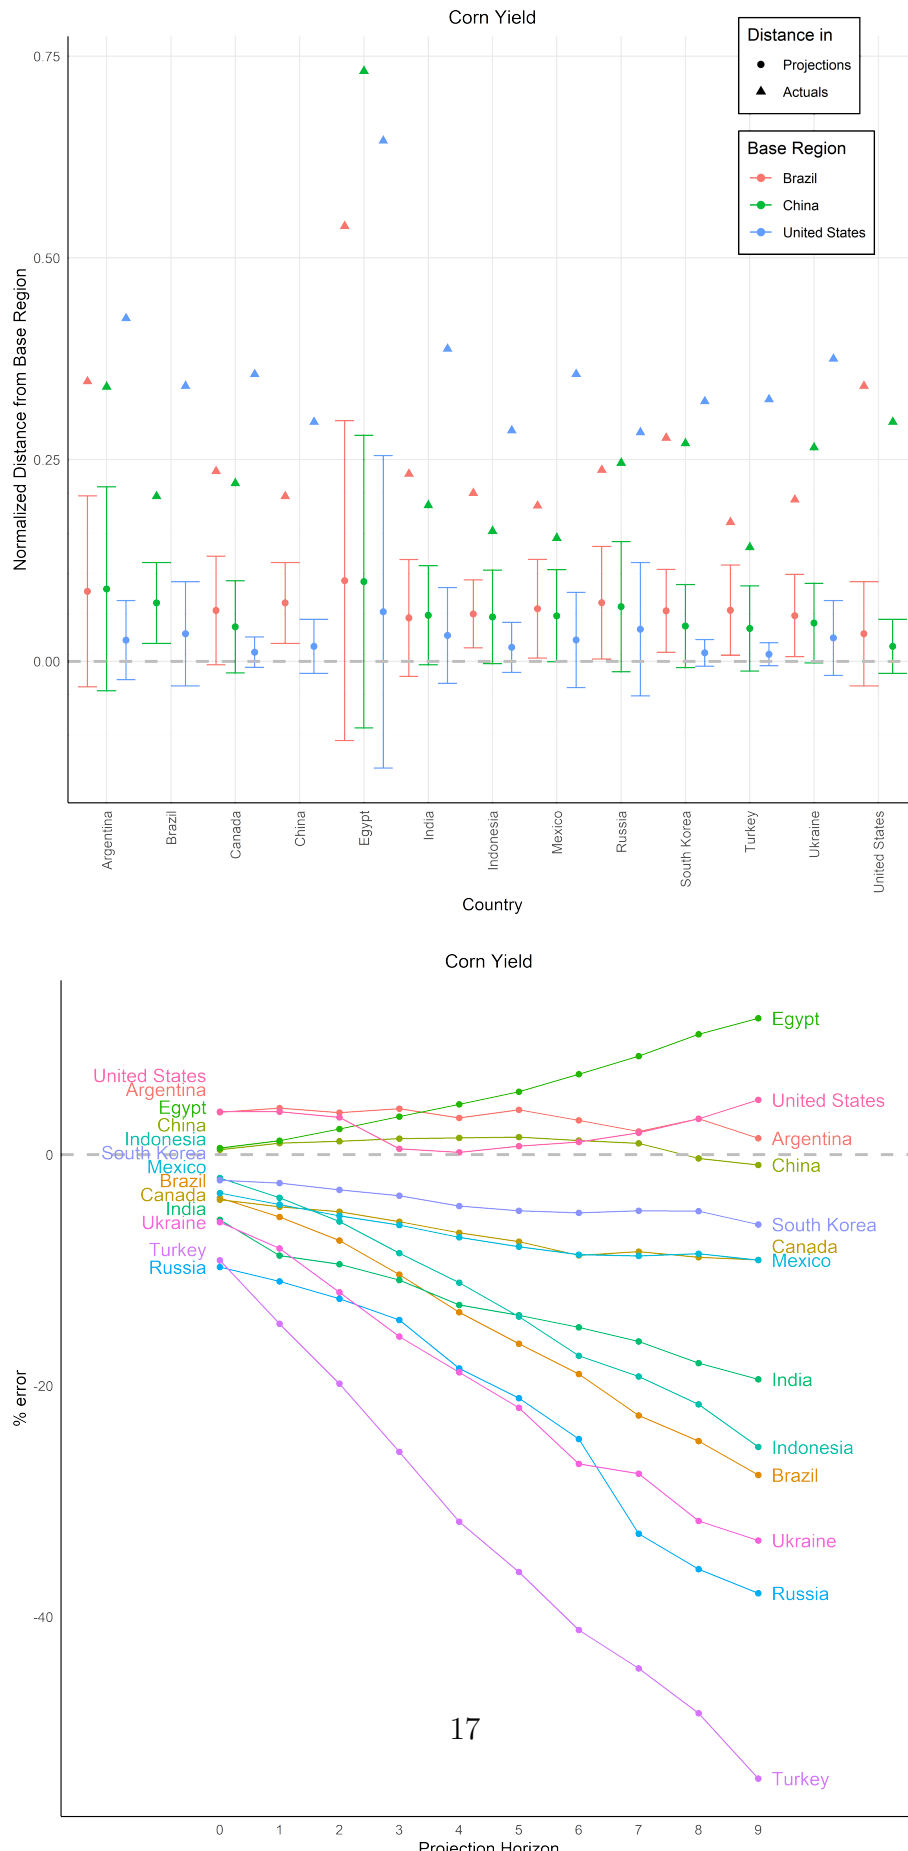 Corn Yield
Distance in
Projections
Actuals
Base Region
Brazil
China
United States
Normalized Distance from Base Region
0.75
0.50
0.25
0.00
Argentina
Brazil
Canada
China
Egypt
India
Indonesia
Mexico
Russia
South Korea
Turkey
Ukraine
United States
Country
Corn Yield
% error
0
-20
-40
United States
Argentina
Egypt
China
Indonesia
South Korea
Mexico
Brazil
Canada
India
Ukraine
Turkey
Russia
Egypt
United States
Argentina
China
South Korea
Canada
Mexico
India
Indonesia
Brazil
Ukraine
Russia
Turkey
17
0 1 2 3 4 5 6 7 8 9
Projection Horizon